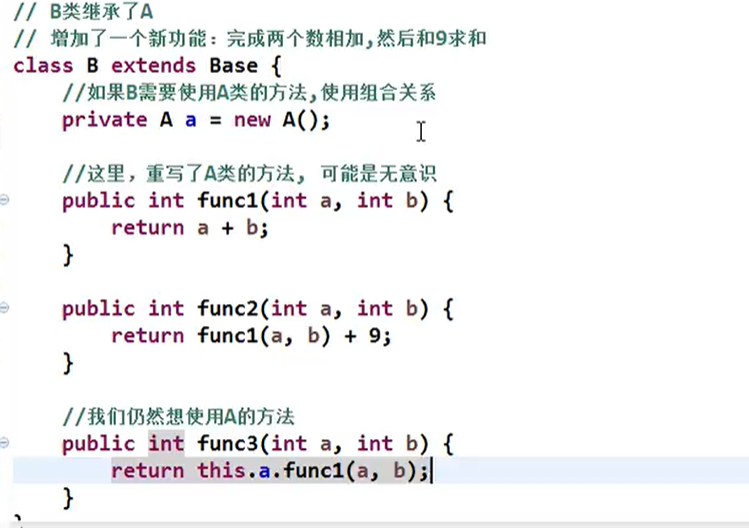 // B类继承了A
// 增加了一个新功能：完成两个数相加,然后和9求和
class B extends Base {
//如果B需要使用A类的方法,使用组合关系
private A a = new A();
//这里，重写了A类的方法, 可能是无意识
public int func1(int a, int b) {
return a + b;
}
public int func2(int a, int b) {
return func1(a, b) + 9;
}
//我们仍然想使用A的方法
public int func3(int a, int b) {
return this.a.func1(a, b);
}